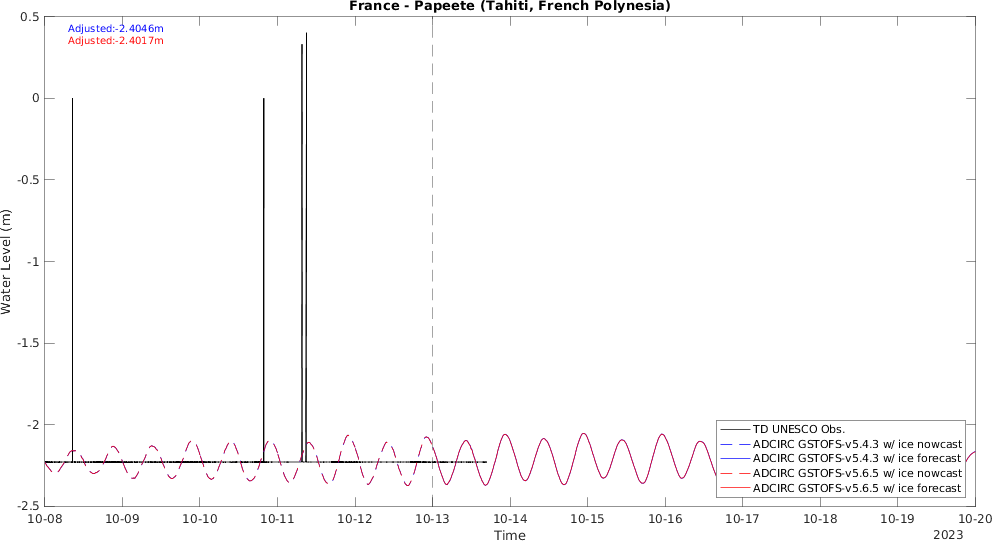 France - Papeete (Tahiti, French Polynesia)
Adjusted:-2.4046m
Adjusted:-2.4017m
0.5
0
-0.5
-1
-1.5
-2
-2.5
Water Level (m)
TD UNESCO Obs.
ADCIRC GSTOFS-v5.4.3 w/ ice nowcast
ADCIRC GSTOFS-v5.4.3 w/ ice forecast
ADCIRC GSTOFS-v5.6.5 w/ ice nowcast
ADCIRC GSTOFS-v5.6.5 w/ ice forecast
10-08 10-09 10-10 10-11 10-12 10-13 10-14 10-15 10-16 10-17 10-18 10-19 10-20
Time
2023